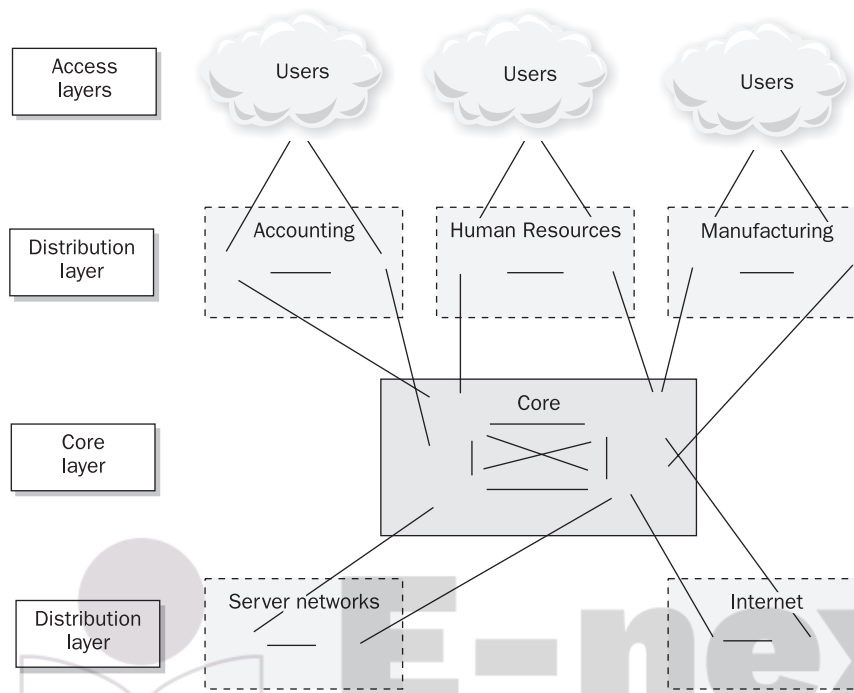 Access
layers
Users
Users
Users
Distribution
layer
Accounting
Human Resources
Manufacturing
Core
layer
Core
Distribution
layer
Server networks
Internet
E-nex